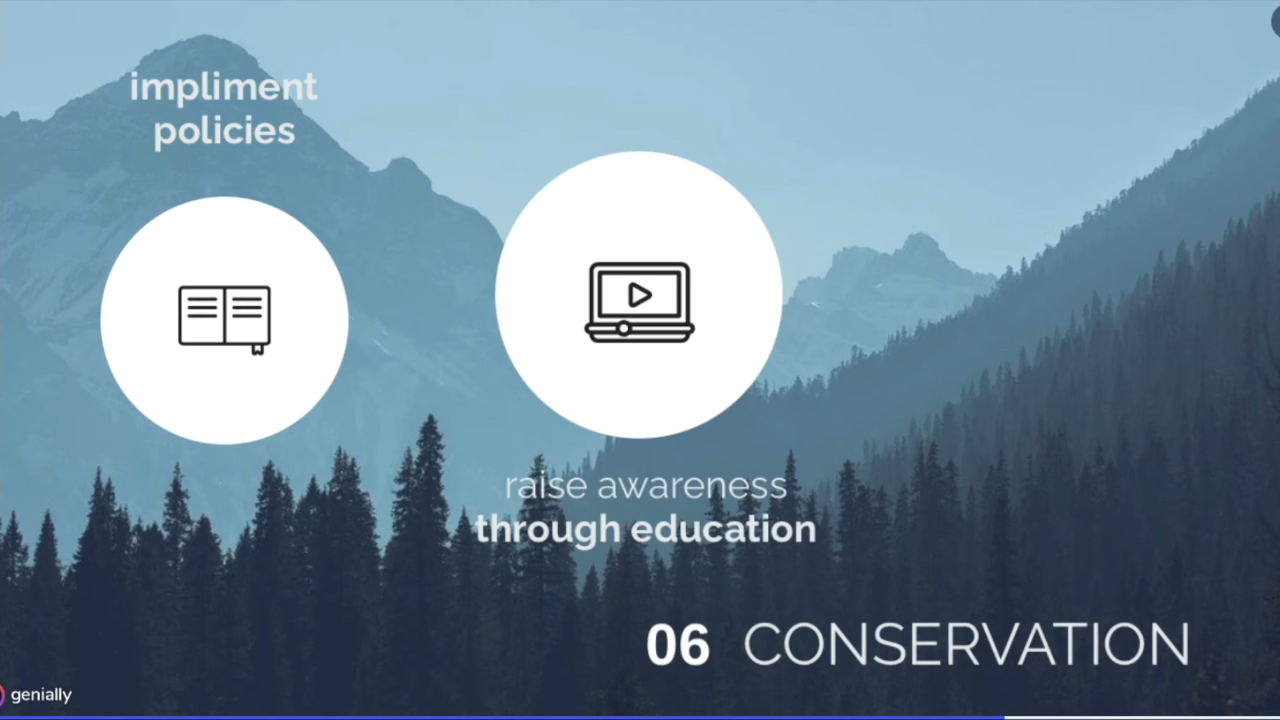 impliment
policies
raise awareness
through education
06 CONSERVATION
genially